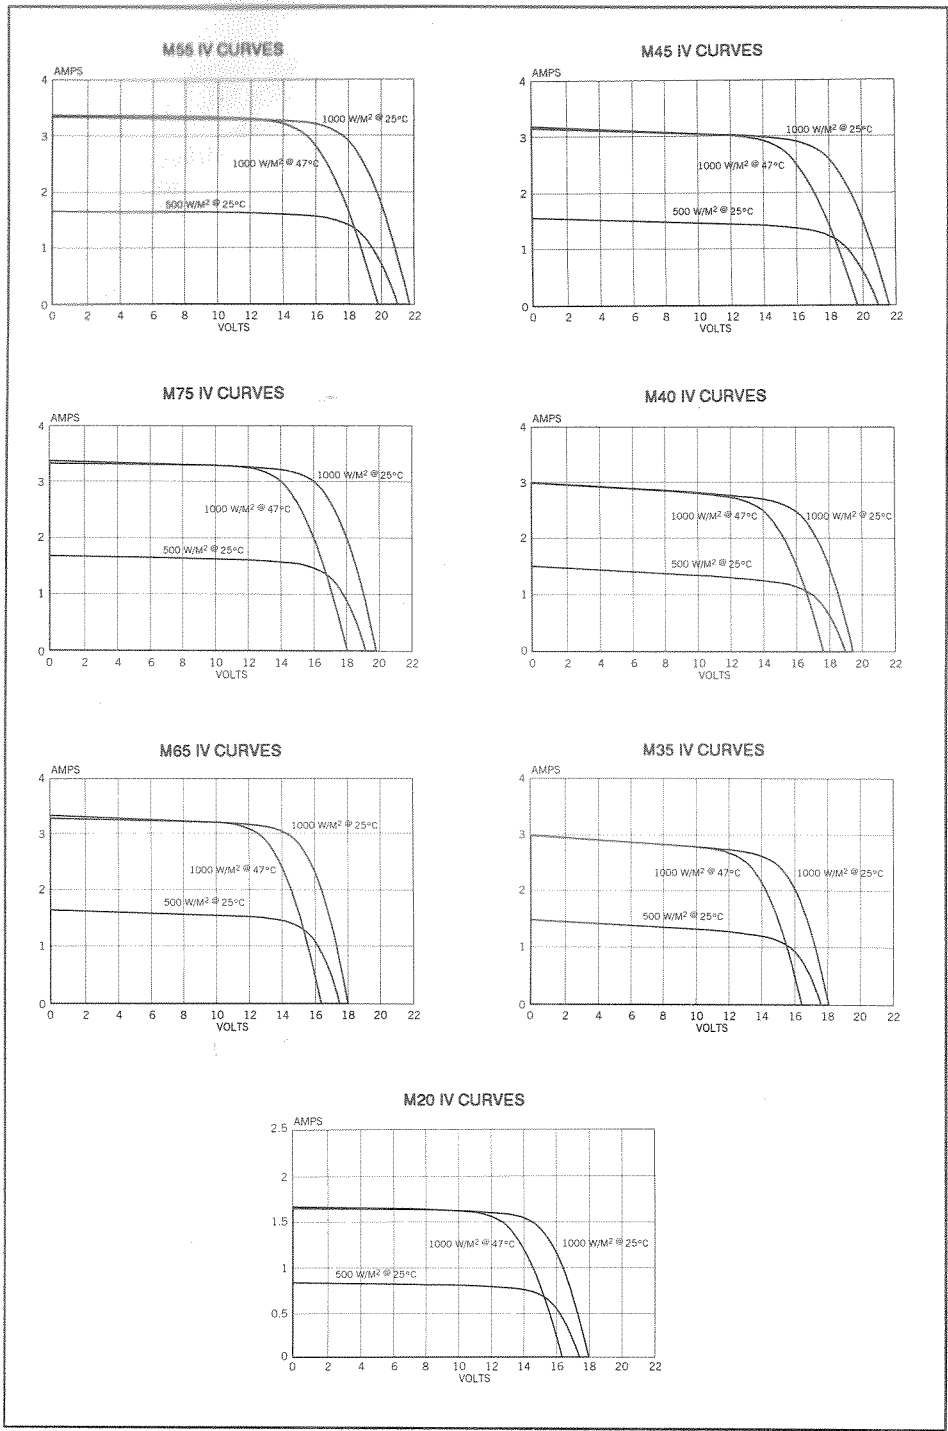 M55 IV CURVES
AMPS
4
3
2
1
0
1000 W/M² @ 25°C
1000 W/M² @ 47°C
500 W/M² @ 25°C
0 2 4 6 8 10 12 14 16 18 20 22
VOLTS
M45 IV CURVES
AMPS
4
3
2
1
0
1000 W/M² @ 25°C
1000 W/M² @ 47°C
500 W/M² @ 25°C
0 2 4 6 8 10 12 14 16 18 20 22
VOLTS
M75 IV CURVES
AMPS
4
3
2
1
0
1000 W/M² @ 25°C
1000 W/M² @ 47°C
500 W/M² @ 25°C
0 2 4 6 8 10 12 14 16 18 20 22
VOLTS
M40 IV CURVES
AMPS
4
3
2
1
0
1000 W/M² @ 47°C
1000 W/M² @ 25°C
500 W/M² @ 25°C
0 2 4 6 8 10 12 14 16 18 20 22
VOLTS
M65 IV CURVES
AMPS
4
3
2
1
0
1000 W/M² @ 25°C
1000 W/M² @ 47°C
500 W/M² @ 25°C
0 2 4 6 8 10 12 14 16 18 20 22
VOLTS
M35 IV CURVES
AMPS
4
3
2
1
0
1000 W/M² @ 47°C
1000 W/M² @ 25°C
500 W/M² @ 25°C
0 2 4 6 8 10 12 14 16 18 20 22
VOLTS
M20 IV CURVES
AMPS
2.5
2
1.5
1
0.5
0
1000 W/M² @ 47°C
1000 W/M² @ 25°C
500 W/M² @ 25°C
0 2 4 6 8 10 12 14 16 18 20 22
VOLTS